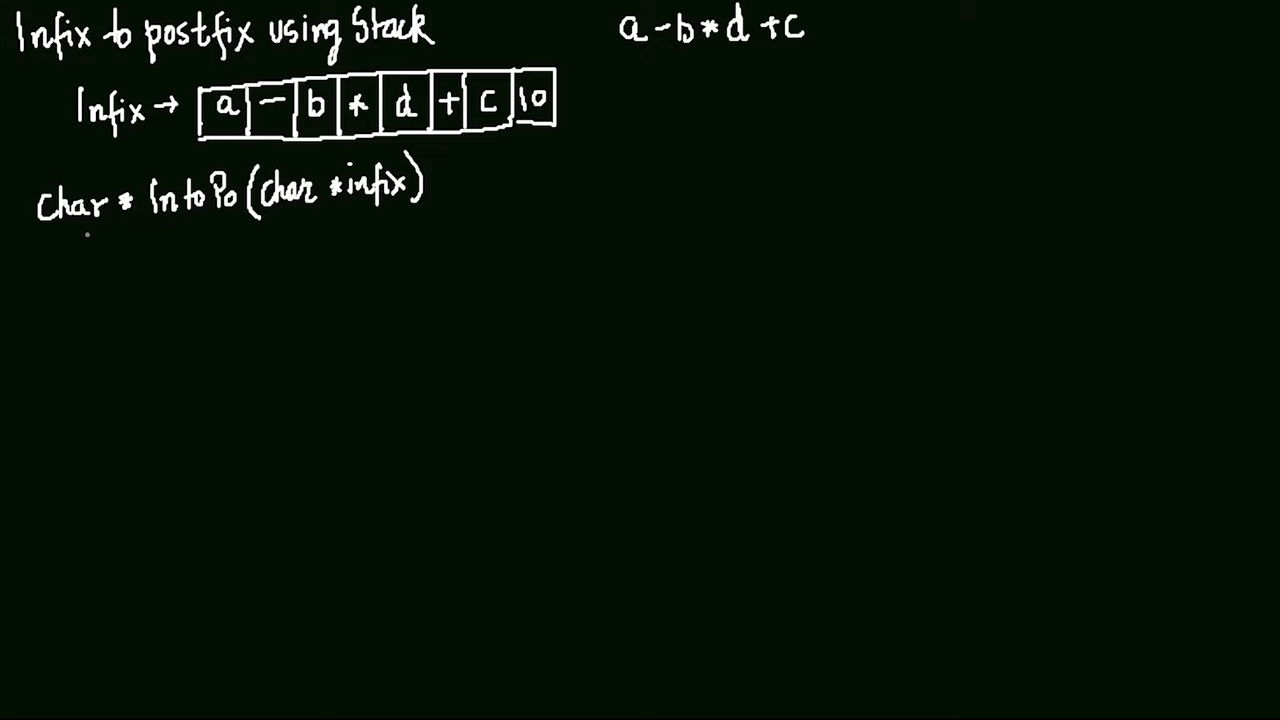 Infix to postfix using Stack
a-b*d+c
Infix → a - b * d + c \0
char * InToPo(char *infix)